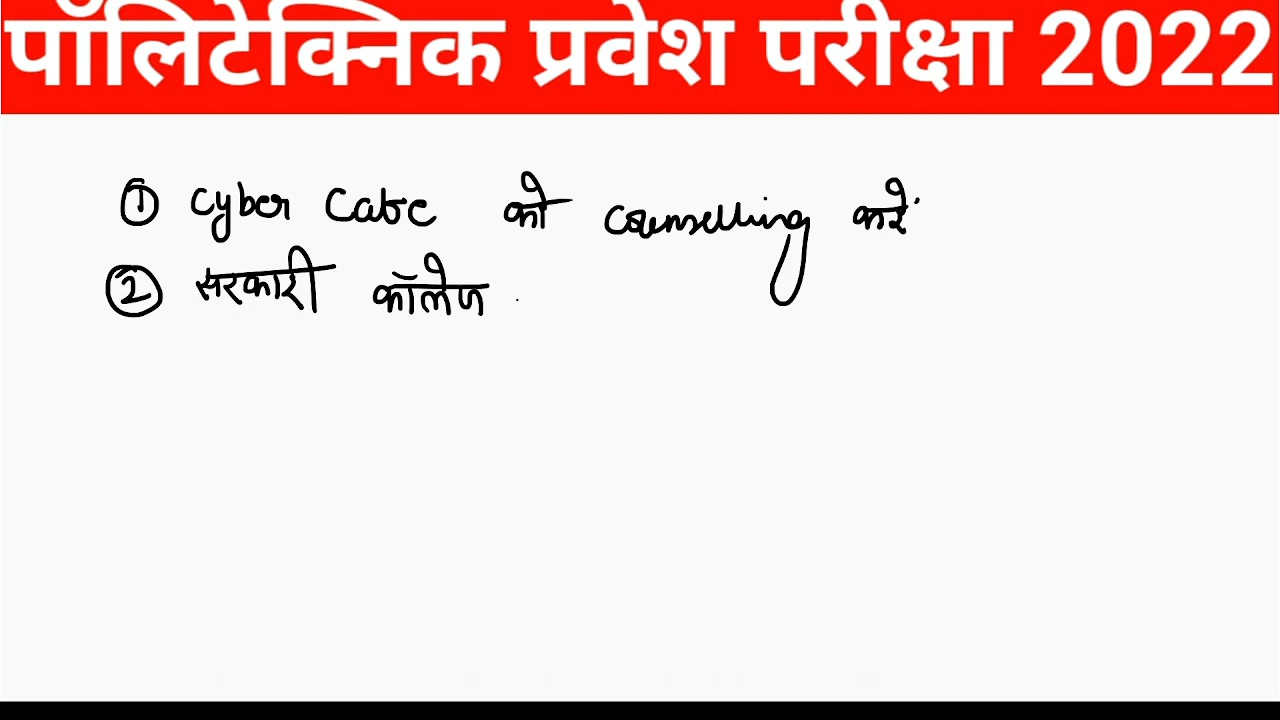 पॉलिटेक्निक प्रवेश परीक्षा 2022
① Cyber Cafe को Counselling करें
② सरकारी कॉलेज